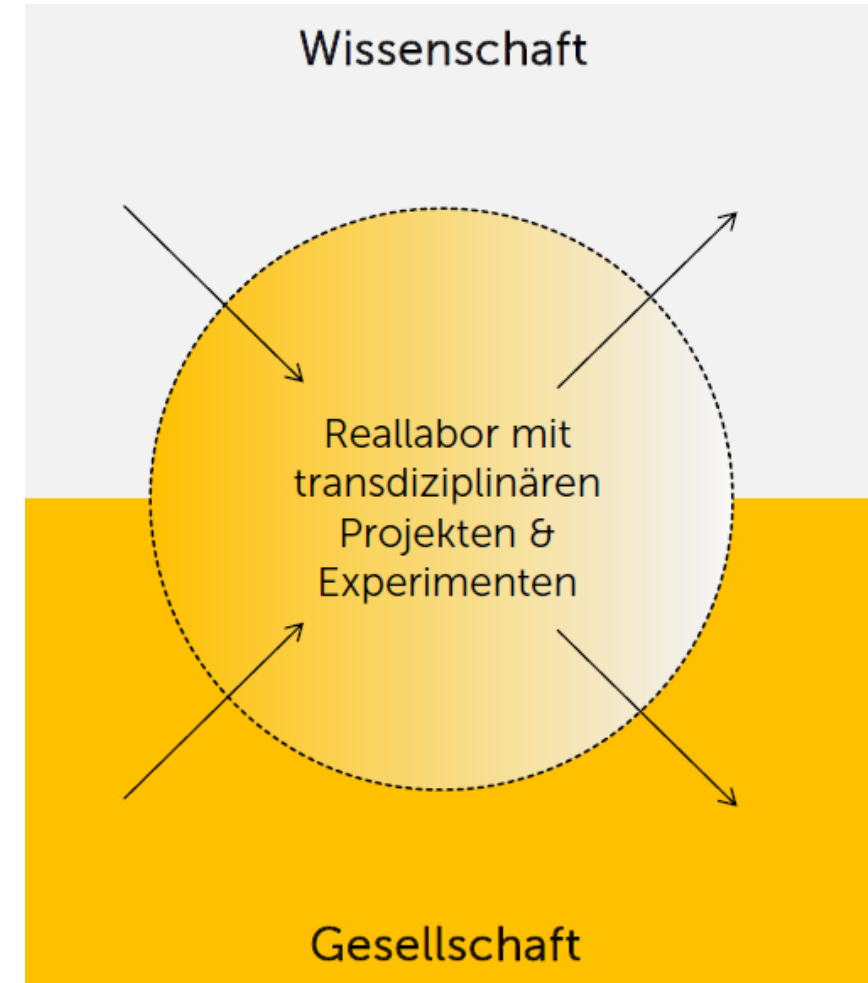 Wissenschaft
Reallabor mit
transdiziplinären
Projekten &
Experimenten
Gesellschaft